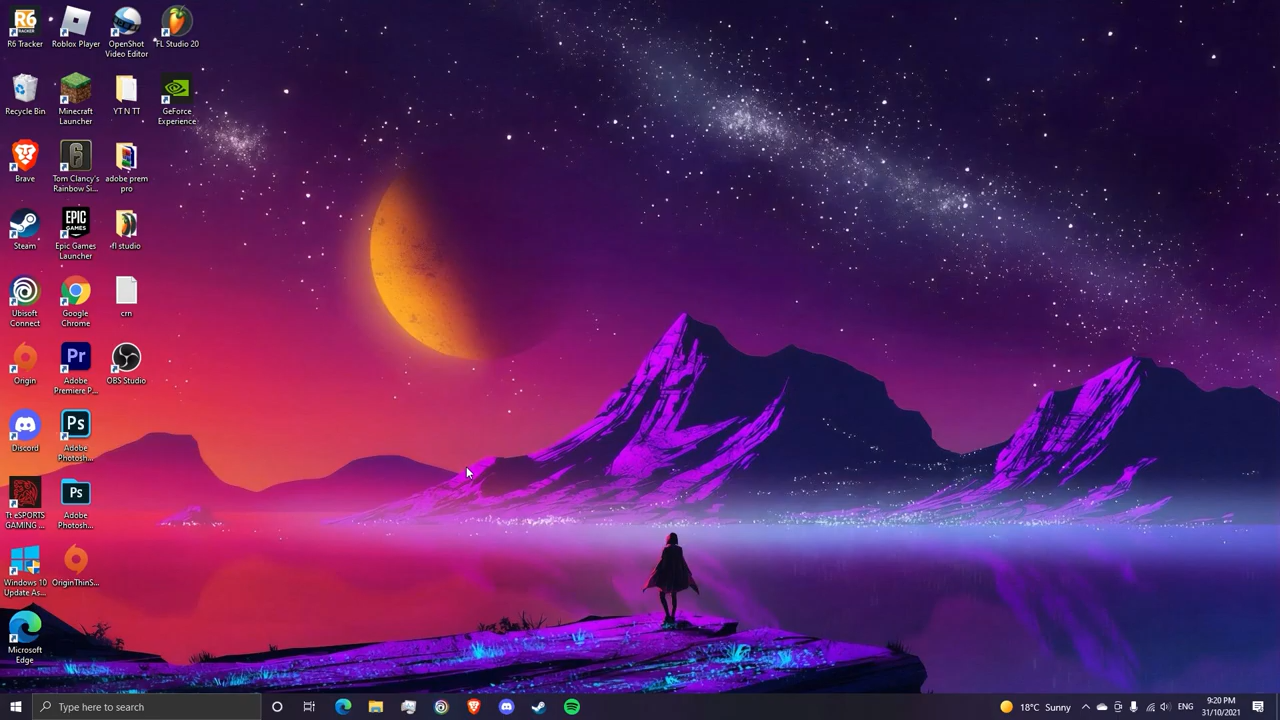 R6 Tracker
Roblox Player
OpenShot
Video Editor
FL Studio 20
Recycle Bin
Minecraft
Launcher
YT N TT
GeForce
Experience
Brave
Tom Clancy's
Rainbow Si...
adobe prem
pro
Steam
EPIC
GAMES
Epic Games
Launcher
-fl studio
Ubisoft
Connect
Google
Chrome
crn
Origin
Pr
Adobe
Premiere P...
OBS Studio
Discord
Ps
Adobe
Photosh...
Tt eSPORTS
GAMING ...
Ps
Adobe
Photosh...
Windows 10
Update As...
OriginThinS...
Microsoft
Edge
Type here to search
18°C Sunny
ENG
9:20 PM
31/10/2021